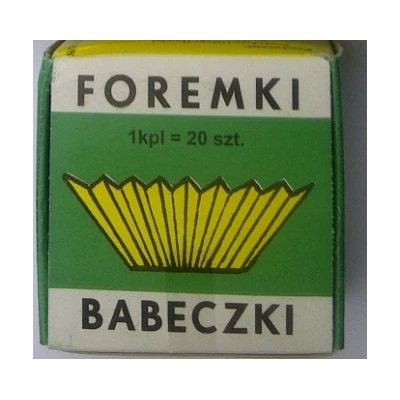 FOREMKI
1kpl = 20 szt.
BABECZKI